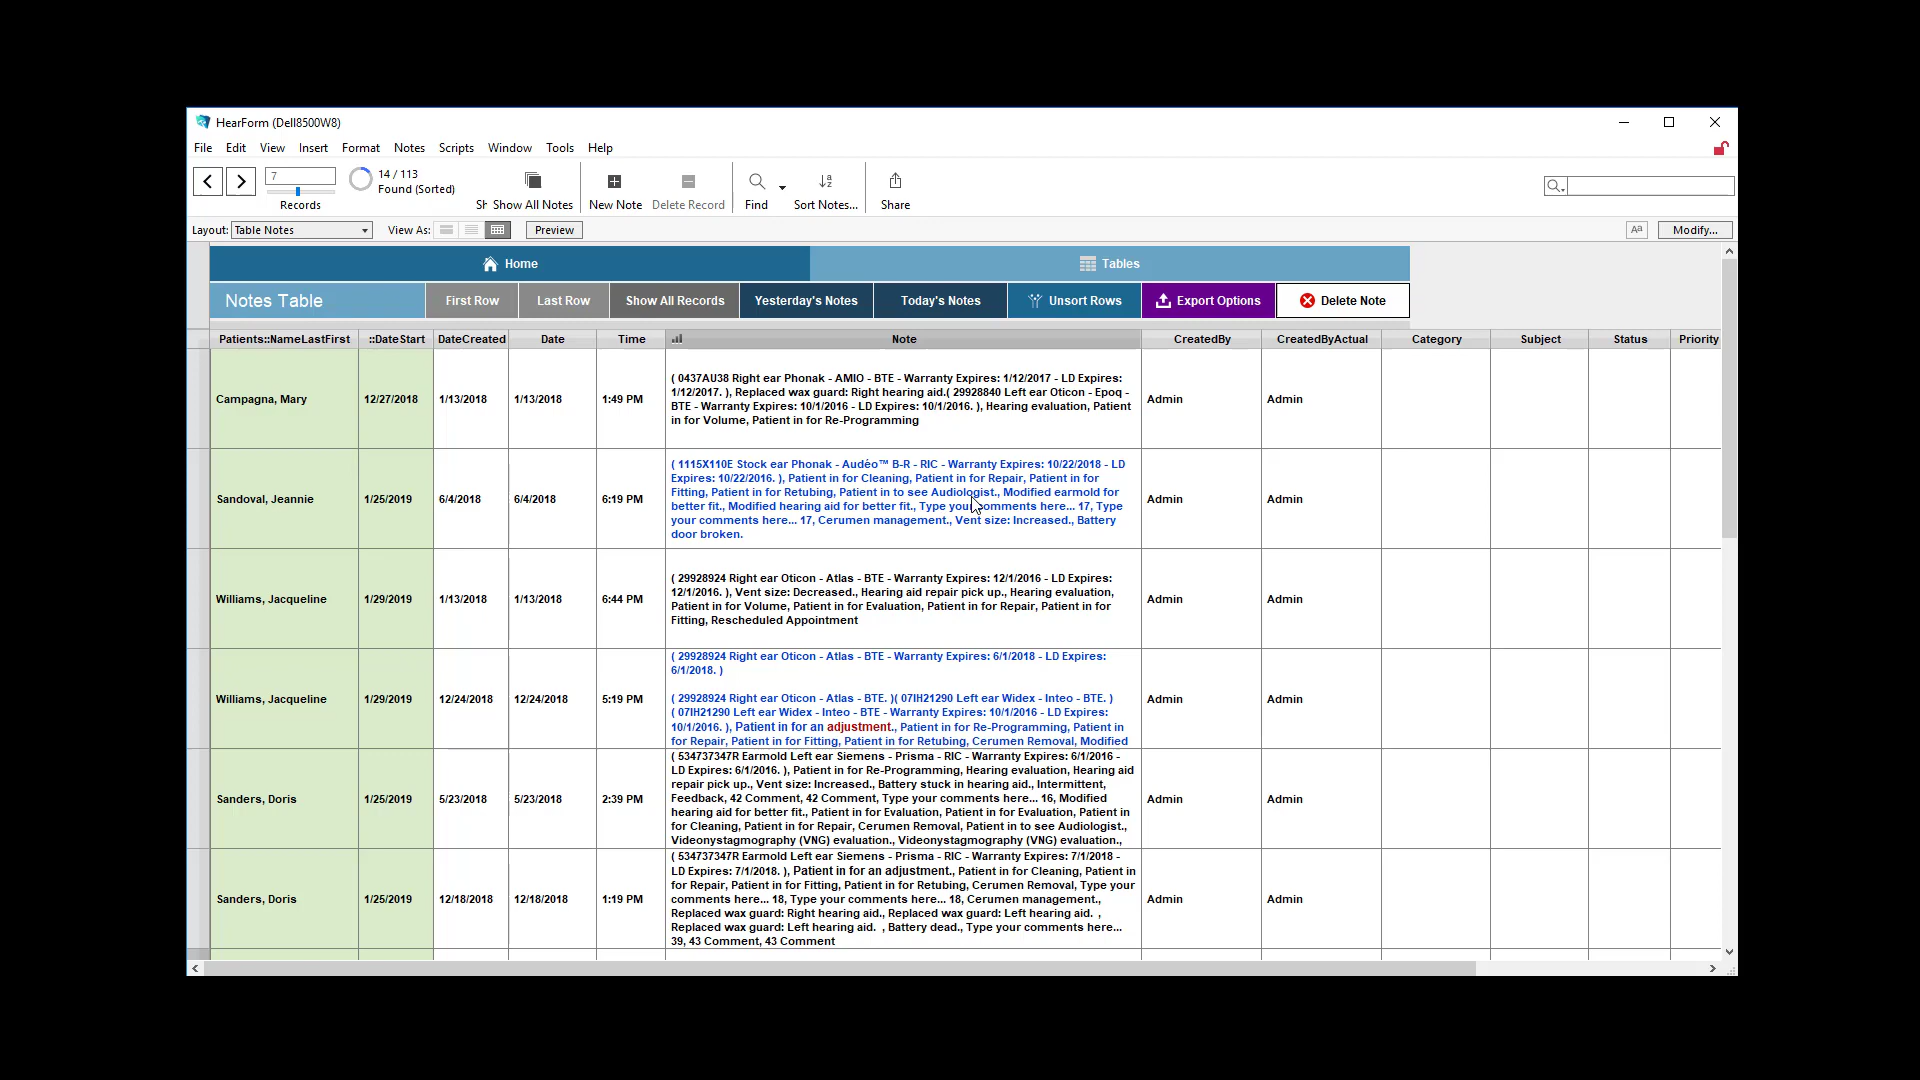 HearForm (Dell8500W8)
File Edit View Insert Format Notes Scripts Window Tools Help
7
14 / 113
Found (Sorted)
Records
Sh Show All Notes
New Note
Delete Record
Find
Sort Notes...
Share
Layout: Table Notes View As: Preview Aª Modify...
Home Tables
Notes Table First Row Last Row Show All Records Yesterday's Notes Today's Notes Unsort Rows Export Options Delete Note
Patients::NameLastFirst ::DateStart DateCreated Date Time Note CreatedBy CreatedByActual Category Subject Status Priority
Campagna, Mary 12/27/2018 1/13/2018 1/13/2018 1:49 PM
( 0437AU38 Right ear Phonak - AMIO - BTE - Warranty Expires: 1/12/2017 - LD Expires:
1/12/2017. ), Replaced wax guard: Right hearing aid.( 29928840 Left ear Oticon - Epoq -
BTE - Warranty Expires: 10/1/2016 - LD Expires: 10/1/2016. ), Hearing evaluation, Patient
in for Volume, Patient in for Re-Programming
Admin Admin
Sandoval, Jeannie 1/25/2019 6/4/2018 6/4/2018 6:19 PM
( 1115X110E Stock ear Phonak - Audéo™ B-R - RIC - Warranty Expires: 10/22/2018 - LD
Expires: 10/22/2016. ), Patient in for Cleaning, Patient in for Repair, Patient in for
Fitting, Patient in for Retubing, Patient in to see Audiologist., Modified earmold for
better fit., Modified hearing aid for better fit., Type your comments here... 17, Type
your comments here... 17, Cerumen management., Vent size: Increased., Battery
door broken.
Admin Admin
Williams, Jacqueline 1/29/2019 1/13/2018 1/13/2018 6:44 PM
( 29928924 Right ear Oticon - Atlas - BTE - Warranty Expires: 12/1/2016 - LD Expires:
12/1/2016. ), Vent size: Decreased., Hearing aid repair pick up., Hearing evaluation,
Patient in for Volume, Patient in for Evaluation, Patient in for Repair, Patient in for
Fitting, Rescheduled Appointment
Admin Admin
Williams, Jacqueline 1/29/2019 12/24/2018 12/24/2018 5:19 PM
( 29928924 Right ear Oticon - Atlas - BTE - Warranty Expires: 6/1/2018 - LD Expires:
6/1/2018. )
( 29928924 Right ear Oticon - Atlas - BTE. )( 07IH21290 Left ear Widex - Inteo - BTE. )
( 07IH21290 Left ear Widex - Inteo - BTE - Warranty Expires: 10/1/2016 - LD Expires:
10/1/2016. ), Patient in for an adjustment., Patient in for Re-Programming, Patient in
for Repair, Patient in for Fitting, Patient in for Retubing, Cerumen Removal, Modified
Admin Admin
Sanders, Doris 1/25/2019 5/23/2018 5/23/2018 2:39 PM
( 534737347R Earmold Left ear Siemens - Prisma - RIC - Warranty Expires: 6/1/2016 -
LD Expires: 6/1/2016. ), Patient in for Re-Programming, Hearing evaluation, Hearing aid
repair pick up., Vent size: Increased., Battery stuck in hearing aid., Intermittent,
Feedback, 42 Comment, 42 Comment, Type your comments here... 16, Modified
hearing aid for better fit., Patient in for Evaluation, Patient in for Evaluation, Patient in
for Cleaning, Patient in for Repair, Cerumen Removal, Patient in to see Audiologist.,
Videonystagmography (VNG) evaluation., Videonystagmography (VNG) evaluation.,
Admin Admin
Sanders, Doris 1/25/2019 12/18/2018 12/18/2018 1:19 PM
( 534737347R Earmold Left ear Siemens - Prisma - RIC - Warranty Expires: 7/1/2018 -
LD Expires: 7/1/2018. ), Patient in for an adjustment., Patient in for Cleaning, Patient in
for Repair, Patient in for Fitting, Patient in for Retubing, Cerumen Removal, Type your
comments here... 18, Type your comments here... 18, Cerumen management.,
Replaced wax guard: Right hearing aid., Replaced wax guard: Left hearing aid. ,
Replaced wax guard: Left hearing aid. , Battery dead., Type your comments here...
39, 43 Comment, 43 Comment
Admin Admin